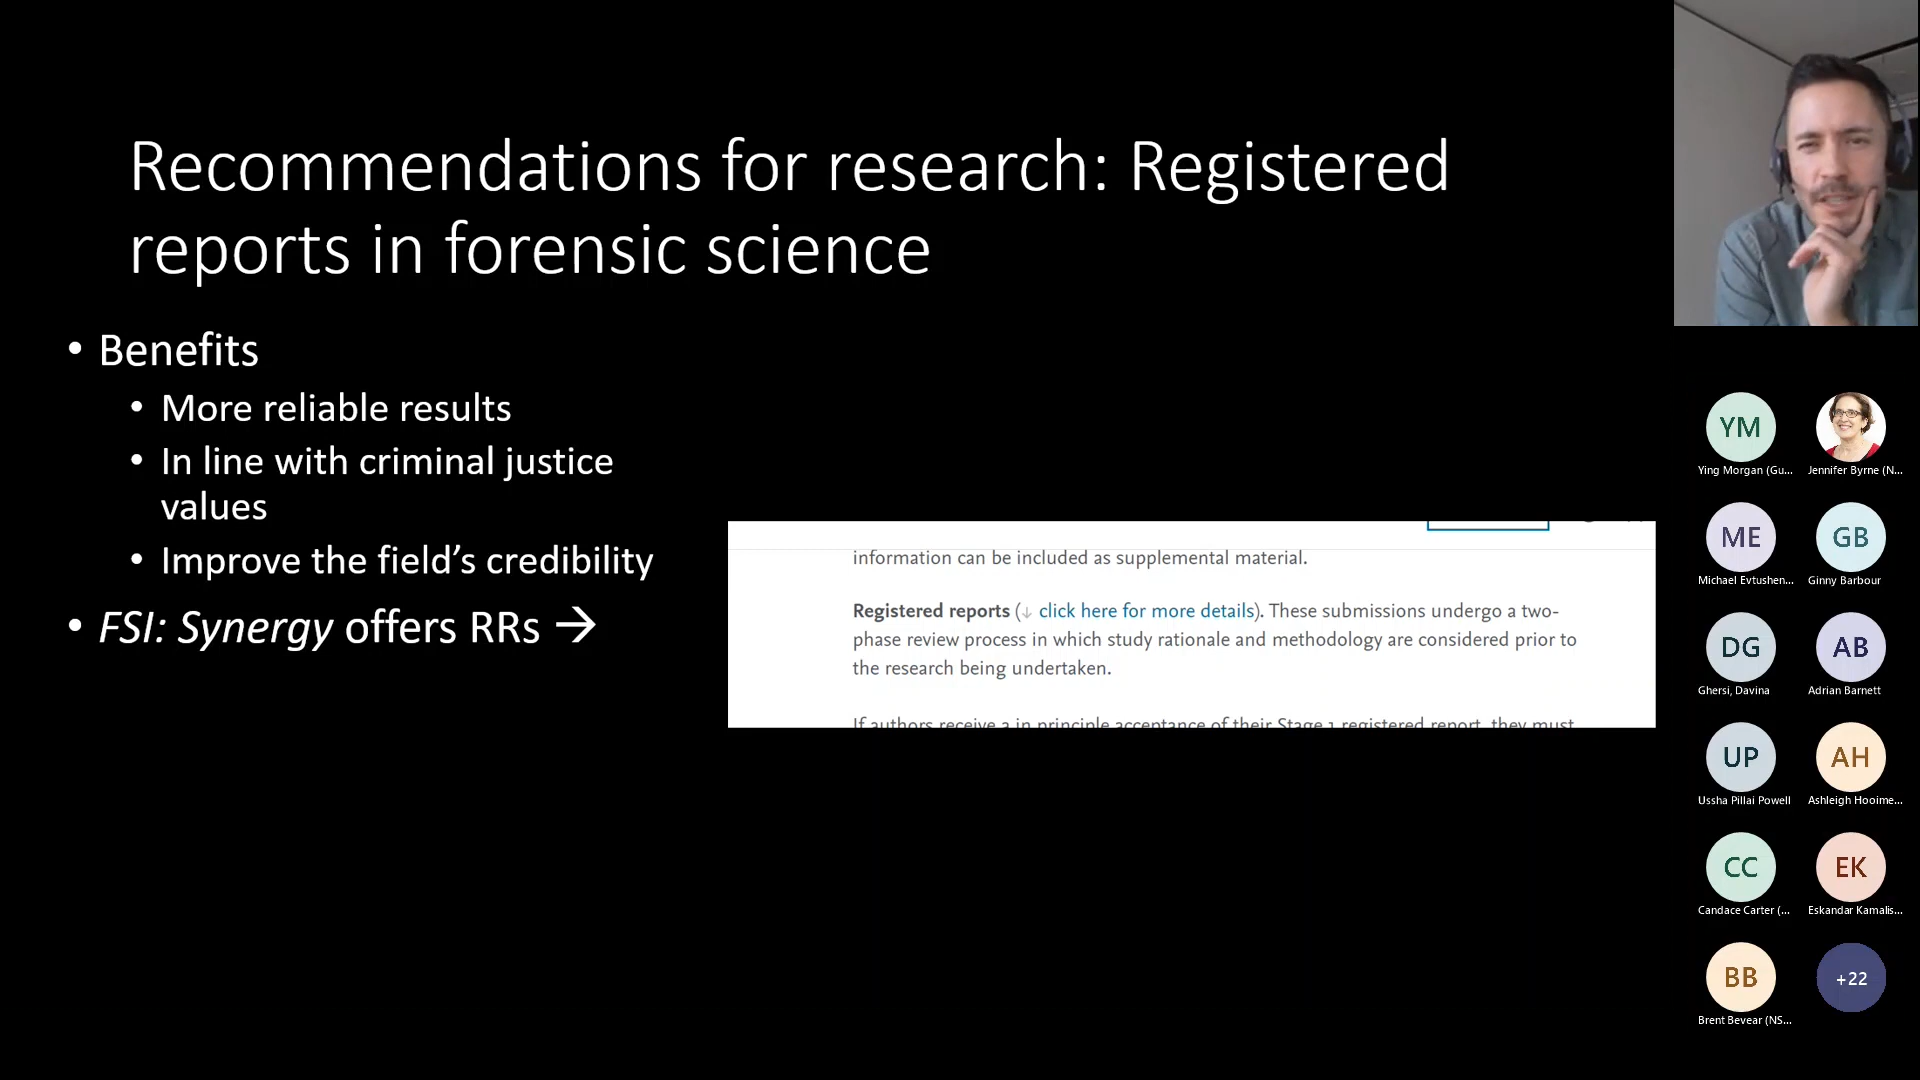 Recommendations for research: Registered
reports in forensic science
• Benefits
• More reliable results
• In line with criminal justice
values
• Improve the field’s credibility
• FSI: Synergy offers RRs →
information can be included as supplemental material.
Registered reports (↓ click here for more details). These submissions undergo a two-
phase review process in which study rationale and methodology are considered prior to
the research being undertaken.
If authors receive a in principle acceptance of their Stage 1 registered report, they must
YM
Ying Morgan (Gu...
Jennifer Byrne (N...
ME
Michael Evtushen...
GB
Ginny Barbour
DG
Ghersi, Davina
AB
Adrian Barnett
UP
Ussha Pillai Powell
AH
Ashleigh Hooime...
CC
Candace Carter (...
EK
Eskandar Kamalis...
BB
Brent Bevear (NS...
+22